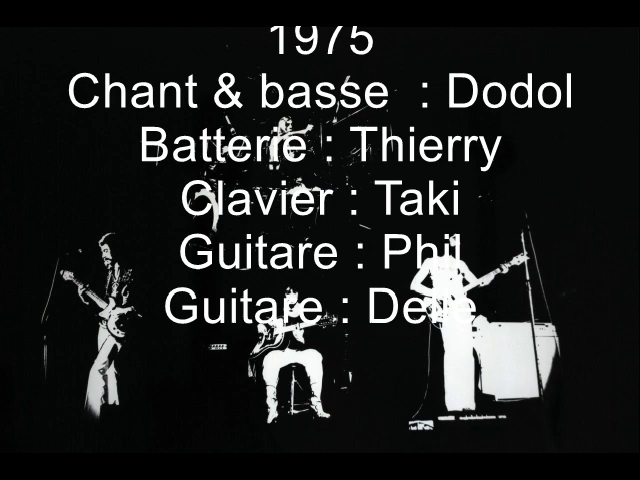 1975
Chant & basse : Dodol
Batterie : Thierry
Clavier : Taki
Guitare : Phil
Guitare :